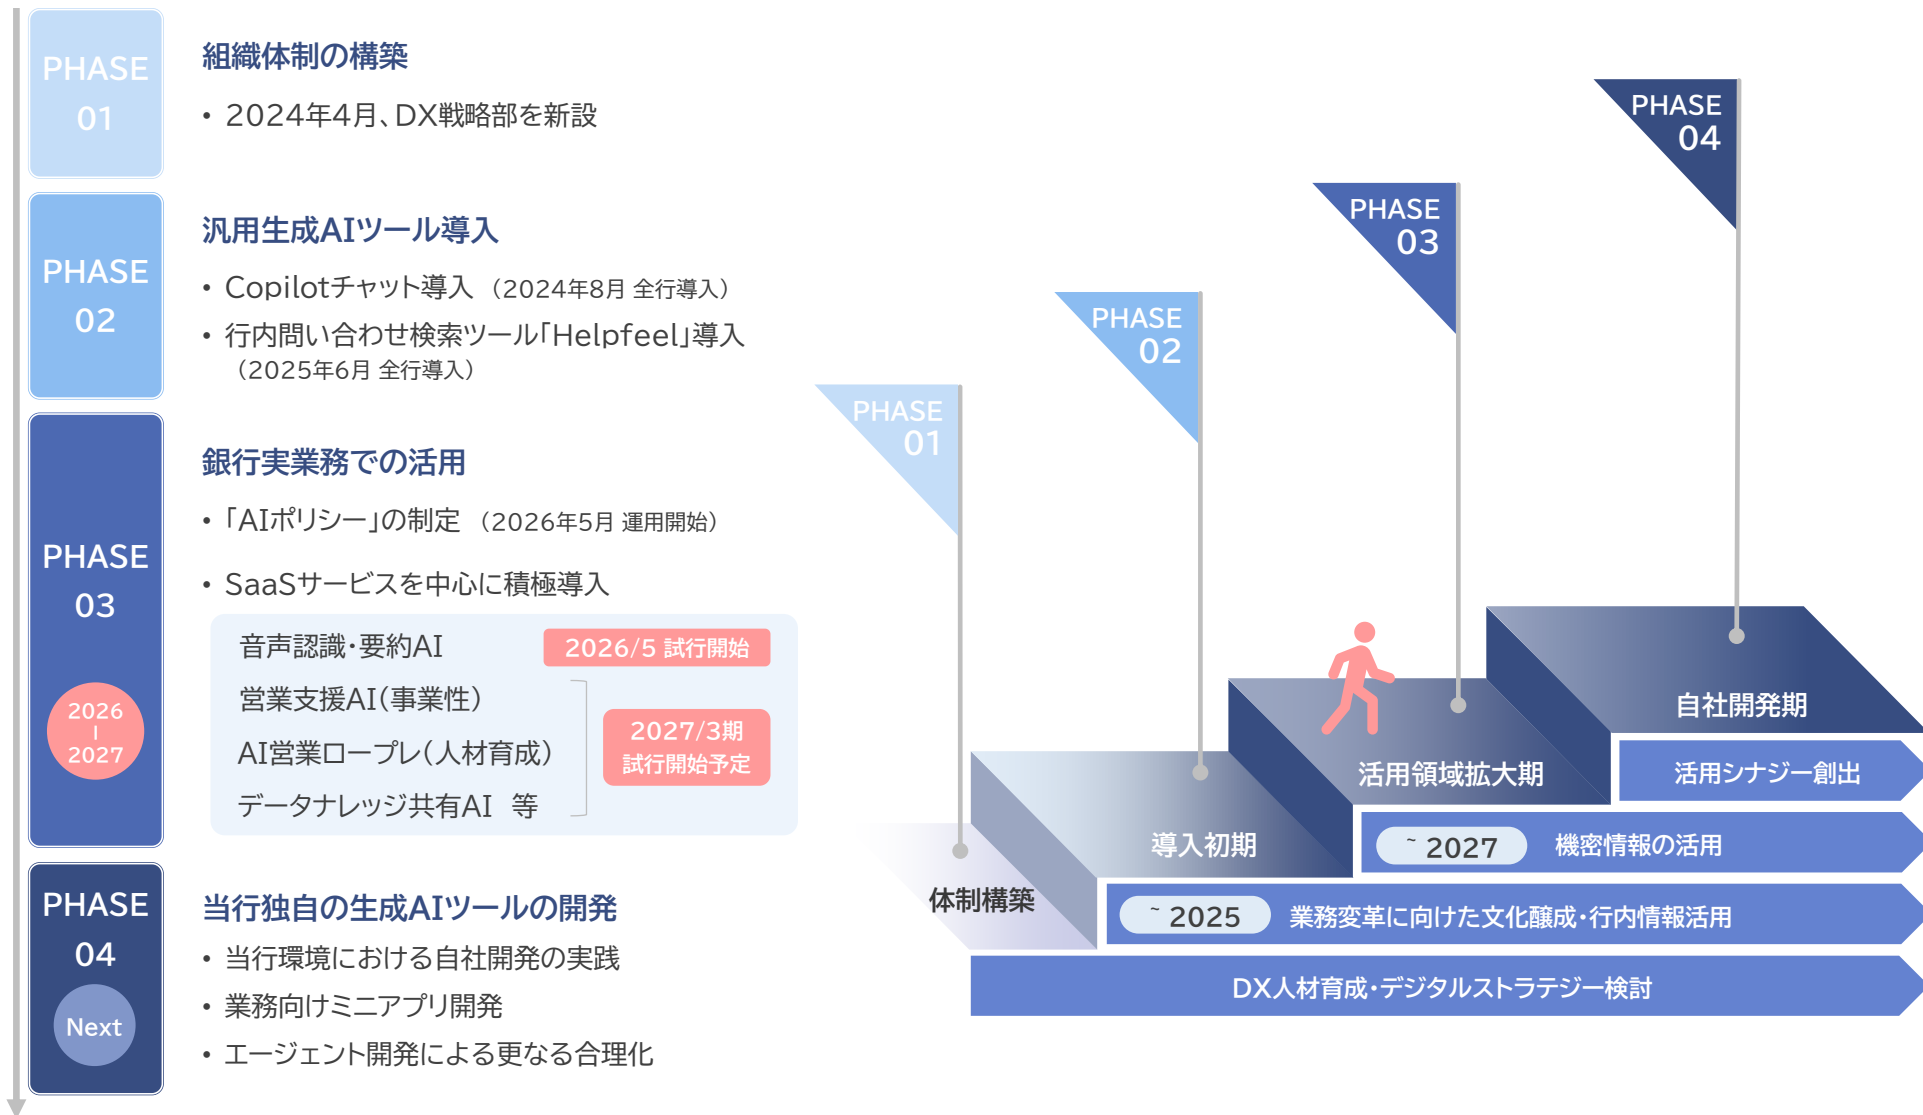 PHASE
01
組織体制の構築
• 2024年4月、DX戦略部を新設
PHASE
02
汎用生成AIツール導入
• Copilotチャット導入 （2024年8月 全行導入）
• 行内問い合わせ検索ツール「Helpfeel」導入
（2025年6月 全行導入）
PHASE
03
2026
|
2027
銀行実業務での活用
• 「AIポリシー」の制定 （2026年5月 運用開始）
• SaaSサービスを中心に積極導入
音声認識・要約AI
2026/5 試行開始
営業支援AI（事業性）
AI営業ロープレ（人材育成）
データナレッジ共有AI 等
2027/3期
試行開始予定
PHASE
04
Next
当行独自の生成AIツールの開発
• 当行環境における自社開発の実践
• 業務向けミニアプリ開発
• エージェント開発による更なる合理化
PHASE
01
PHASE
02
PHASE
03
PHASE
04
体制構築
導入初期
活用領域拡大期
自社開発期
活用シナジー創出
~ 2027 機密情報の活用
~ 2025 業務変革に向けた文化醸成・行内情報活用
DX人材育成・デジタルストラテジー検討